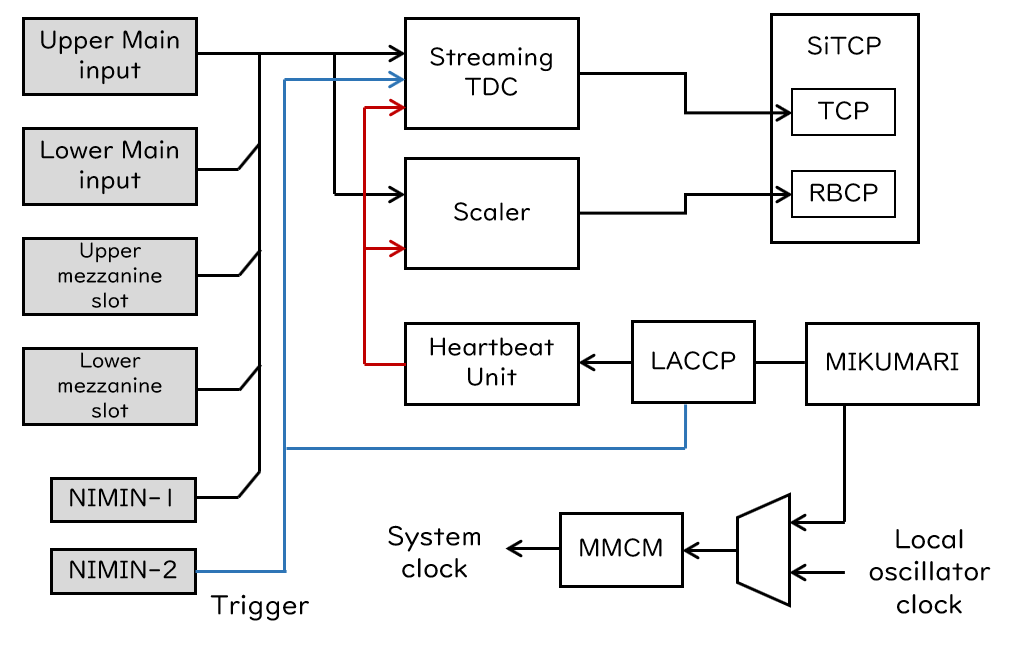 Upper Main
input
Lower Main
input
Upper
mezzanine
slot
Lower
mezzanine
slot
NIMIN-1
NIMIN-2
Trigger
Streaming
TDC
Scaler
Heartbeat
Unit
LACCP
MIKUMARI
SiTCP
TCP
RBCP
System
clock
MMCM
Local
oscillator
clock